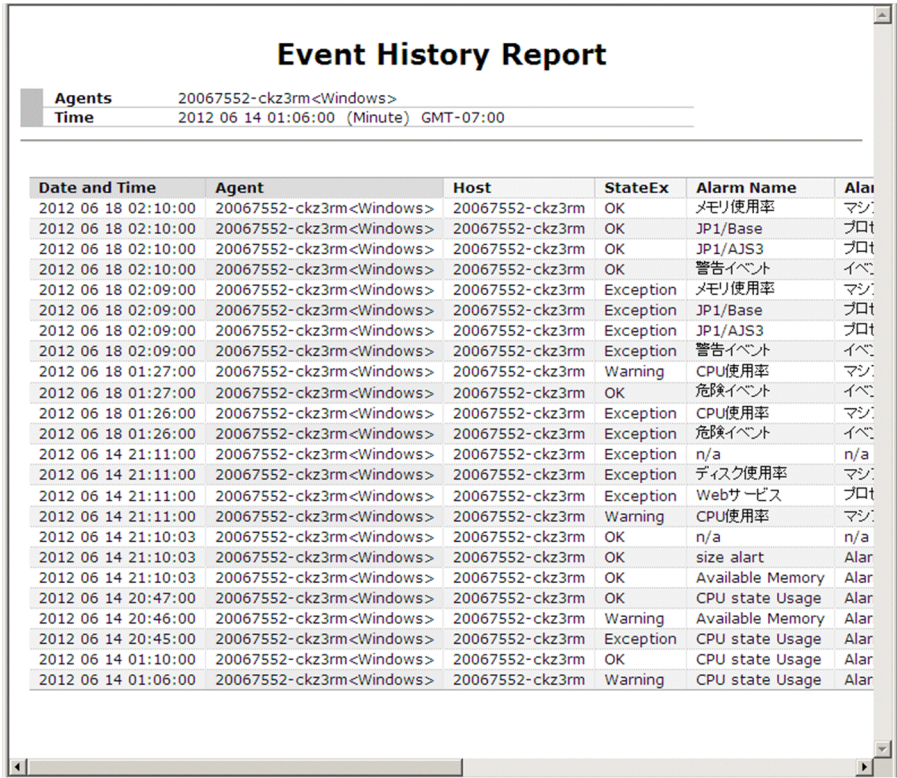 Event History Report
Agents 20067552-ckz3rm<Windows>
Time 2012 06 14 01:06:00 (Minute) GMT-07:00
Date and Time Agent Host StateEx Alarm Name
2012 06 18 02:10:00 20067552-ckz3rm<Windows> 20067552-ckz3rm OK メモリ使用率
2012 06 18 02:10:00 20067552-ckz3rm<Windows> 20067552-ckz3rm OK JP1/Base
2012 06 18 02:10:00 20067552-ckz3rm<Windows> 20067552-ckz3rm OK JP1/AJS3
2012 06 18 02:10:00 20067552-ckz3rm<Windows> 20067552-ckz3rm OK 警告イベント
2012 06 18 02:09:00 20067552-ckz3rm<Windows> 20067552-ckz3rm Exception メモリ使用率
2012 06 18 02:09:00 20067552-ckz3rm<Windows> 20067552-ckz3rm Exception JP1/Base
2012 06 18 02:09:00 20067552-ckz3rm<Windows> 20067552-ckz3rm Exception JP1/AJS3
2012 06 18 02:09:00 20067552-ckz3rm<Windows> 20067552-ckz3rm Exception 警告イベント
2012 06 18 01:27:00 20067552-ckz3rm<Windows> 20067552-ckz3rm Warning CPU使用率
2012 06 18 01:27:00 20067552-ckz3rm<Windows> 20067552-ckz3rm OK 危険イベント
2012 06 18 01:26:00 20067552-ckz3rm<Windows> 20067552-ckz3rm Exception CPU使用率
2012 06 18 01:26:00 20067552-ckz3rm<Windows> 20067552-ckz3rm Exception 危険イベント
2012 06 14 21:11:00 20067552-ckz3rm<Windows> 20067552-ckz3rm Exception n/a n/a
2012 06 14 21:11:00 20067552-ckz3rm<Windows> 20067552-ckz3rm Exception ディスク使用率
2012 06 14 21:11:00 20067552-ckz3rm<Windows> 20067552-ckz3rm Exception Webサービス
2012 06 14 21:11:00 20067552-ckz3rm<Windows> 20067552-ckz3rm Warning CPU使用率
2012 06 14 21:10:03 20067552-ckz3rm<Windows> 20067552-ckz3rm OK n/a n/a
2012 06 14 21:10:03 20067552-ckz3rm<Windows> 20067552-ckz3rm OK size alart
2012 06 14 21:10:03 20067552-ckz3rm<Windows> 20067552-ckz3rm OK Available Memory
2012 06 14 20:47:00 20067552-ckz3rm<Windows> 20067552-ckz3rm OK CPU state Usage
2012 06 14 20:46:00 20067552-ckz3rm<Windows> 20067552-ckz3rm Warning Available Memory
2012 06 14 20:45:00 20067552-ckz3rm<Windows> 20067552-ckz3rm Exception CPU state Usage
2012 06 14 01:10:00 20067552-ckz3rm<Windows> 20067552-ckz3rm OK CPU state Usage
2012 06 14 01:06:00 20067552-ckz3rm<Windows> 20067552-ckz3rm Warning CPU state Usage